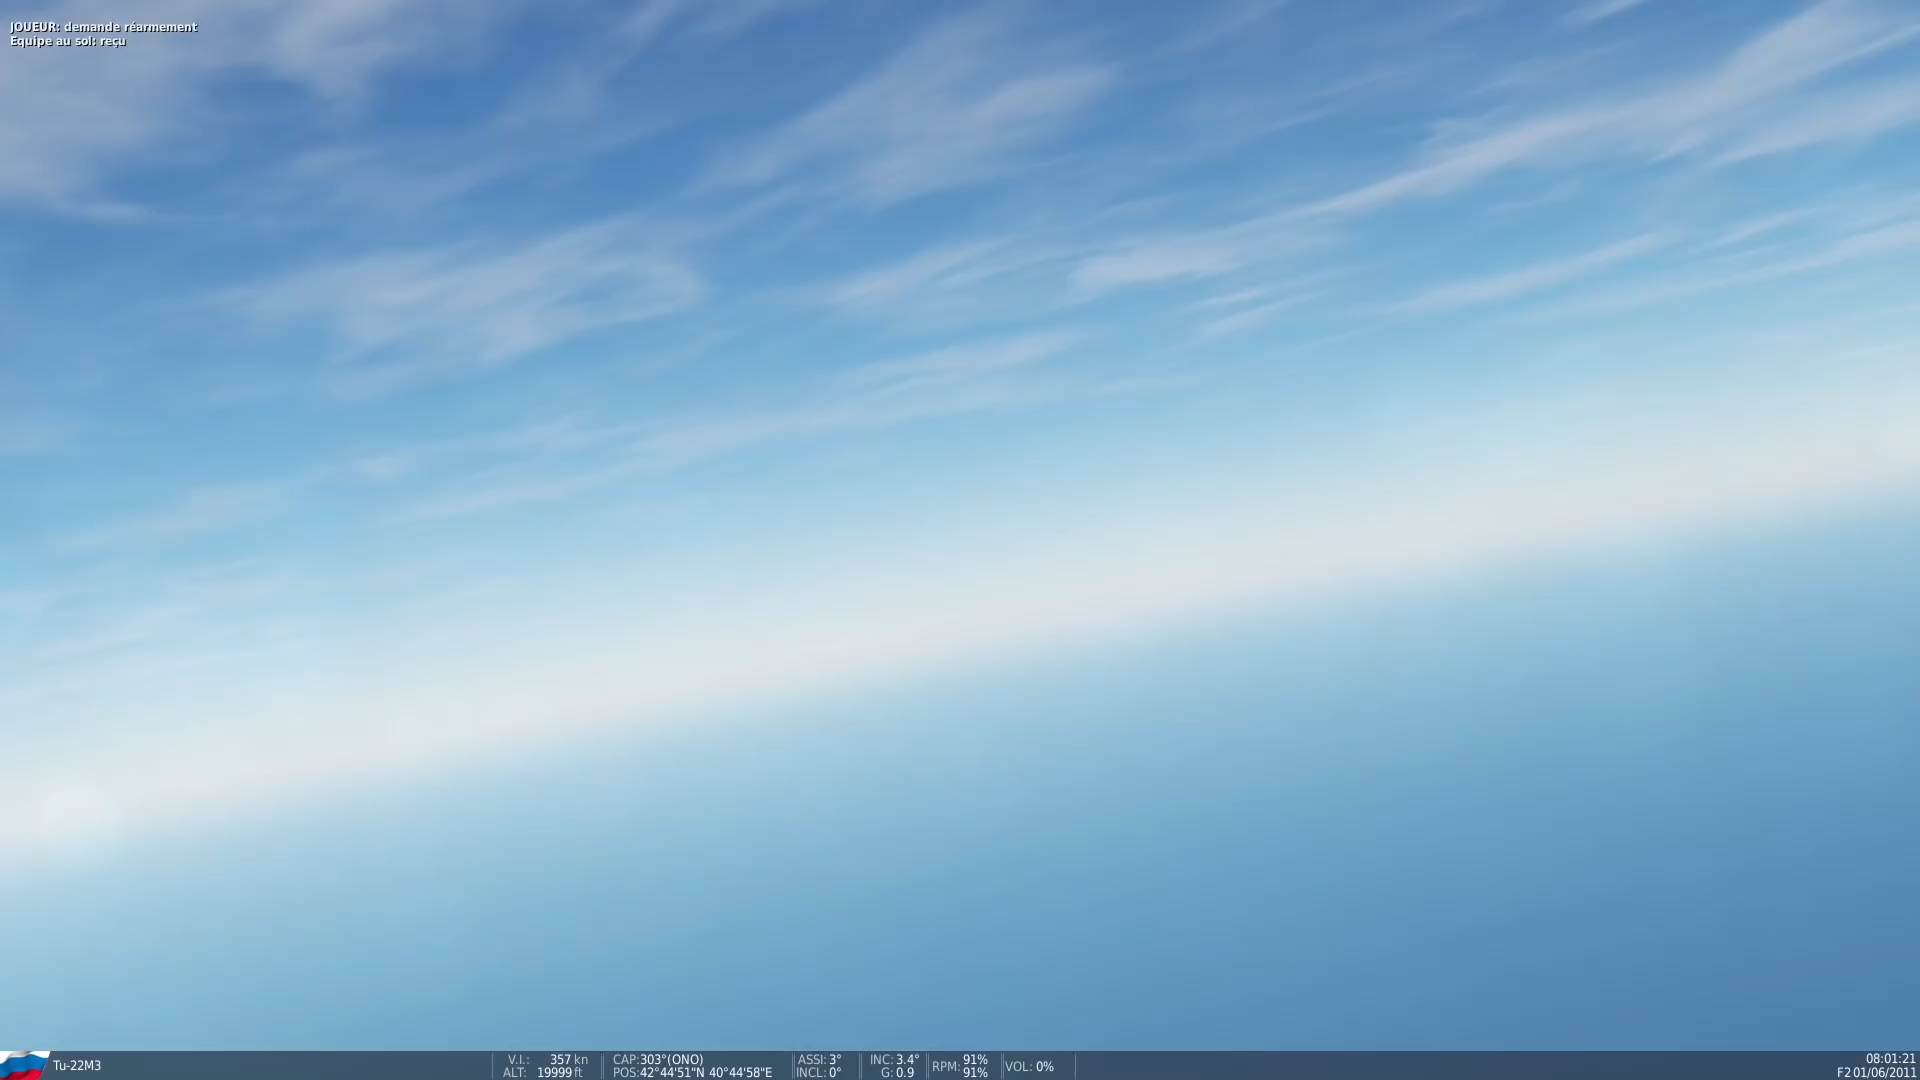 JOUEUR: demande réarmement
Equipe au sol: reçu
Tu-22M3
V.I.: 357 kn
ALT: 19999 ft
CAP:303°(ONO)
POS:42°44'51"N 40°44'58"E
ASSI: 3°
INCL: 0°
INC: 3.4°
G: 0.9
RPM: 91%
91%
VOL: 0%
08:01:21
F2 01/06/2011